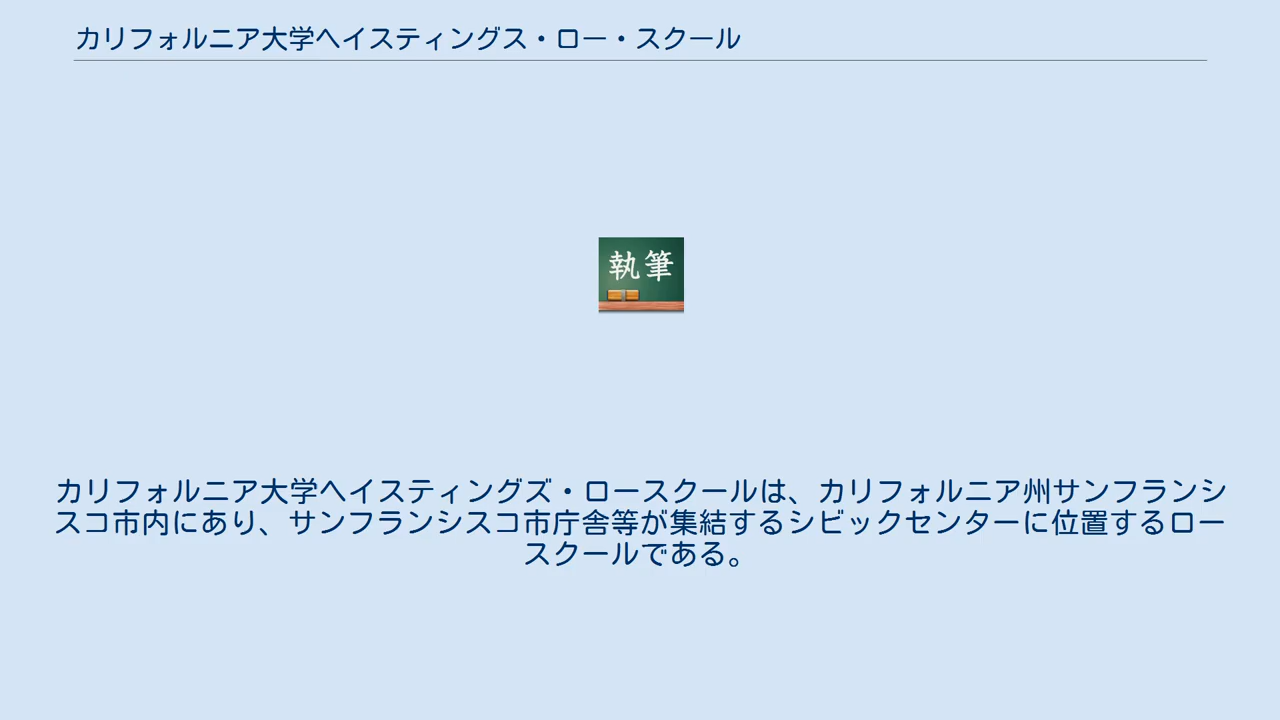 カリフォルニア大学ヘイスティングス・ロー・スクール
執筆
カリフォルニア大学ヘイスティングズ・ロースクールは、カリフォルニア州サンフランシ
スコ市内にあり、サンフランシスコ市庁舎等が集結するシビックセンターに位置するロー
スクールである。